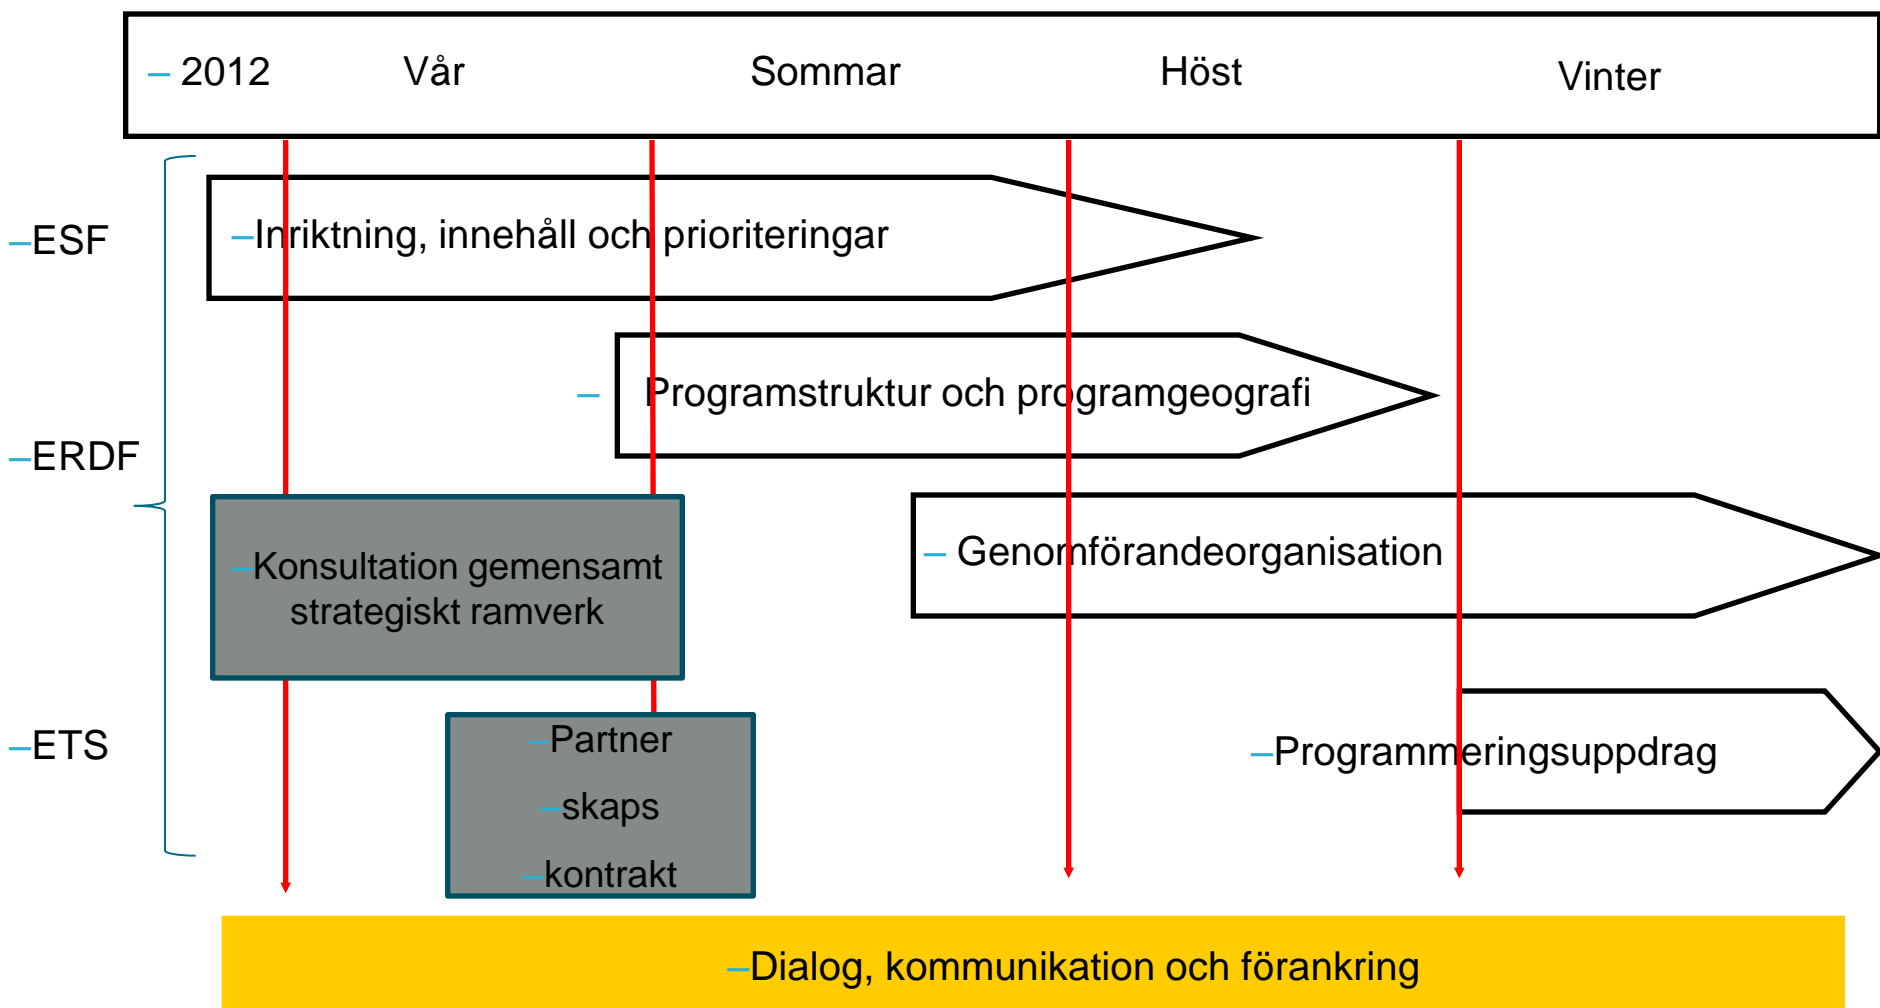 – 2012 Vår Sommar Höst Vinter
–ESF
–Inriktning, innehåll och prioriteringar
– Programstruktur och programgeografi
–ERDF
–Konsultation gemensamt
strategiskt ramverk
– Genomförandeorganisation
–ETS
–Partner
–skaps
–kontrakt
–Programmeringsuppdrag
–Dialog, kommunikation och förankring